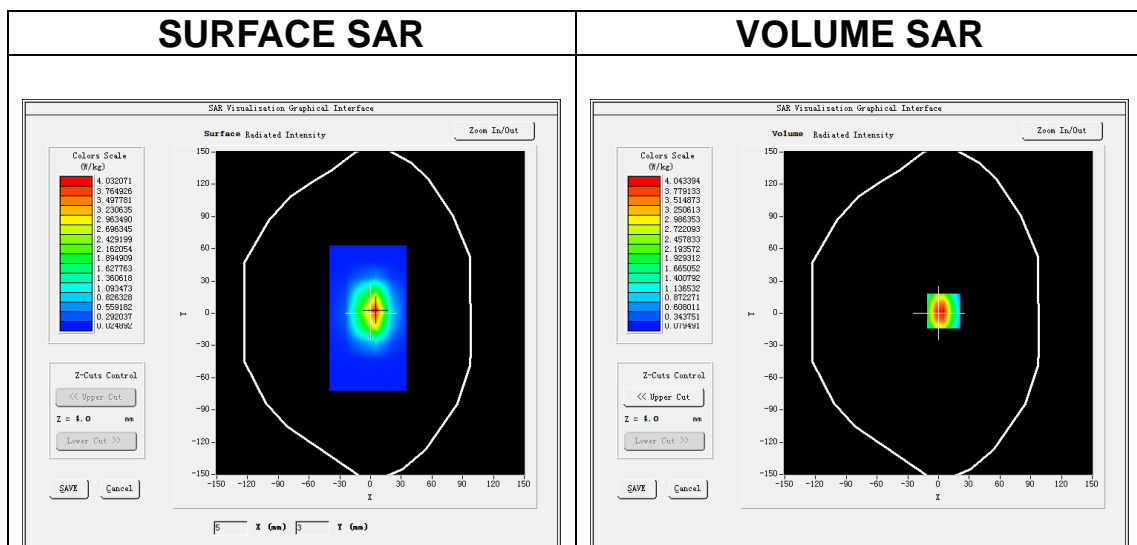 SURFACE SAR
VOLUME SAR
SAR Visualisation Graphical Interface
Surface Radiated Intensity
Zoom In/Out
Colors Scale
(W/kg)
4.032071
3.764926
3.497781
3.230635
2.963490
2.696345
2.429199
2.162054
1.894909
1.627763
1.360618
1.093473
0.826328
0.559182
0.292037
0.024892
Z-Cuts Control
<< Upper Cut
Z = 4.0 mm
Lower Cut >>
SAVE
Cancel
150
120
90
60
30
0
-30
-60
-90
-120
-150
Y
-150 -120 -90 -60 -30 0 30 60 90 120 150
X
5 X (mm) 3 Y (mm)
SAR Visualisation Graphical Interface
Volume Radiated Intensity
Zoom In/Out
Colors Scale
(W/kg)
4.043394
3.779133
3.514873
3.250613
2.986353
2.722093
2.457833
2.193572
1.929312
1.665052
1.400792
1.136532
0.872271
0.608011
0.343751
0.079491
Z-Cuts Control
<< Upper Cut
Z = 4.0 mm
Lower Cut >>
SAVE
Cancel
150
120
90
60
30
0
-30
-60
-90
-120
-150
Y
-150 -120 -90 -60 -30 0 30 60 90 120 150
X